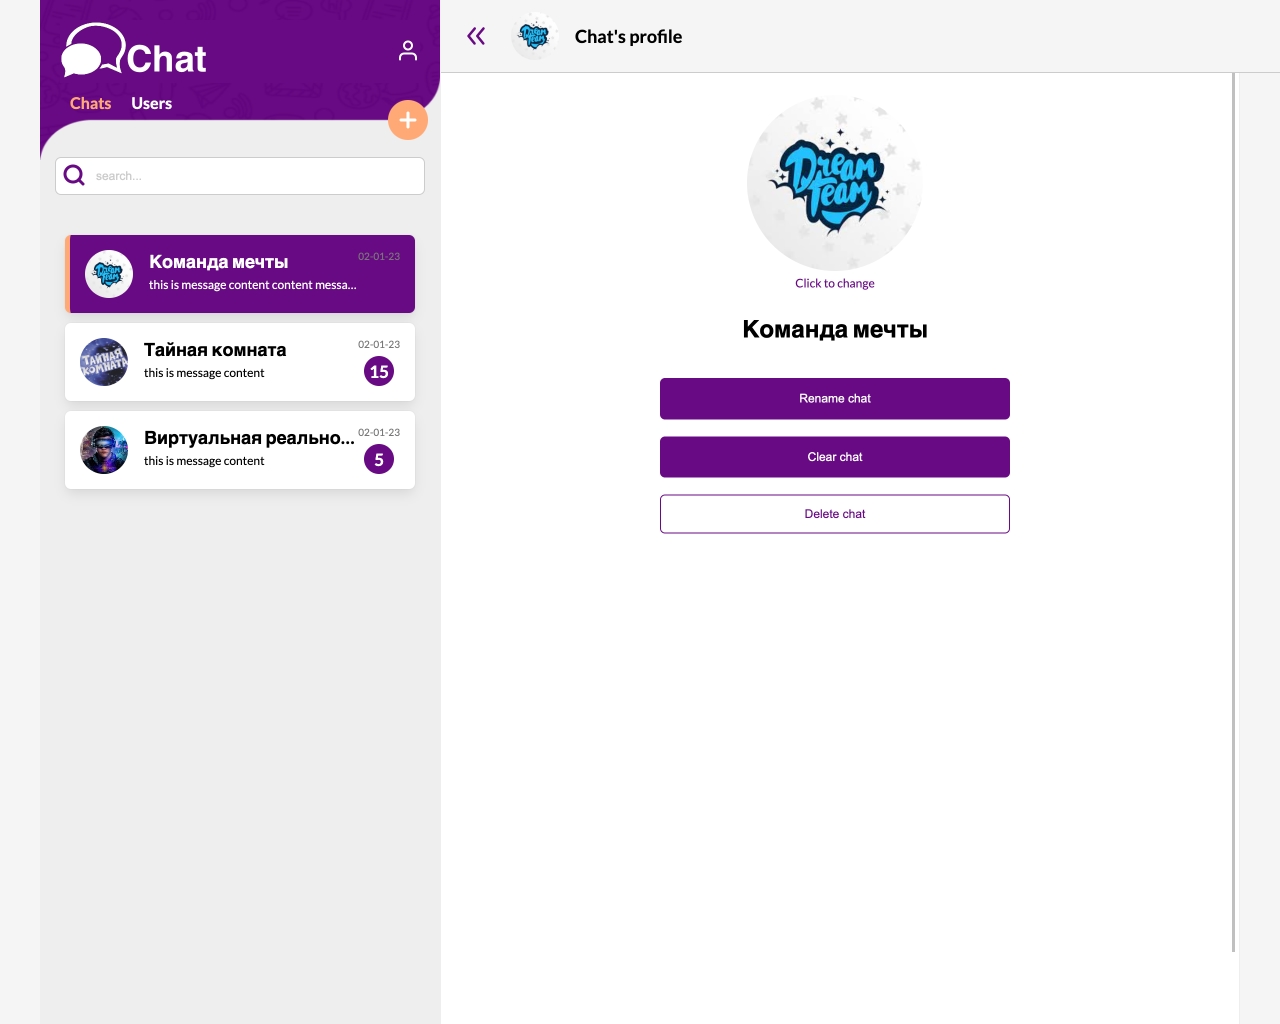 Chat
Chats Users
search...
Команда мечты
02-01-23
this is message content content messa...
Тайная комната
02-01-23
this is message content
15
ТАЙНАЯ
КОМНАТА
Виртуальная реально...
02-01-23
this is message content
5
Chat's profile
Dream
Team
Click to change
Команда мечты
Rename chat
Clear chat
Delete chat